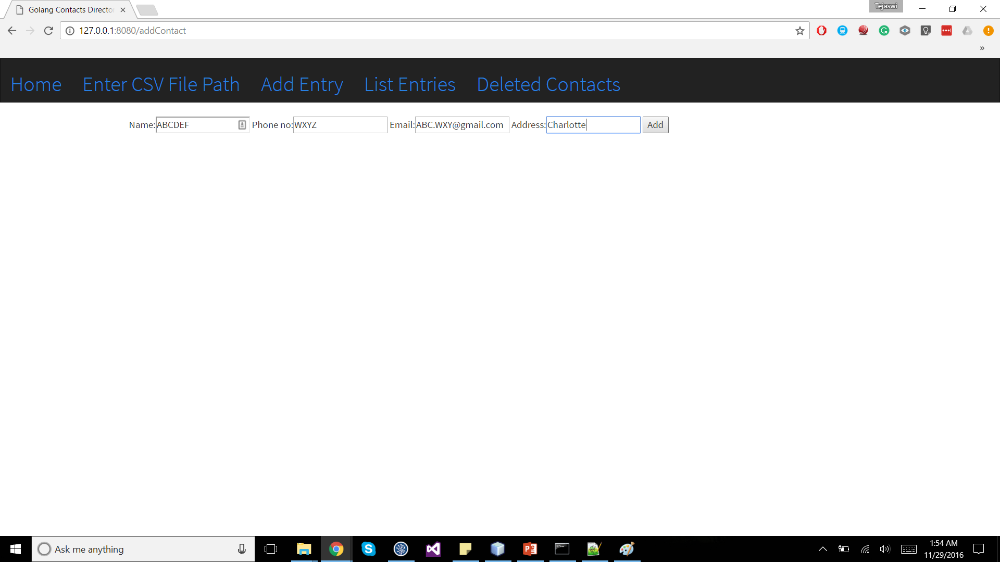 Golang Contacts Directo
Tejaswi
127.0.0.1:8080/addContact
»
Home Enter CSV File Path Add Entry List Entries Deleted Contacts
Name: ABCDEF Phone no: WXYZ Email: ABC.WXY@gmail.com Address: Charlotte Add
Ask me anything
1:54 AM
11/29/2016